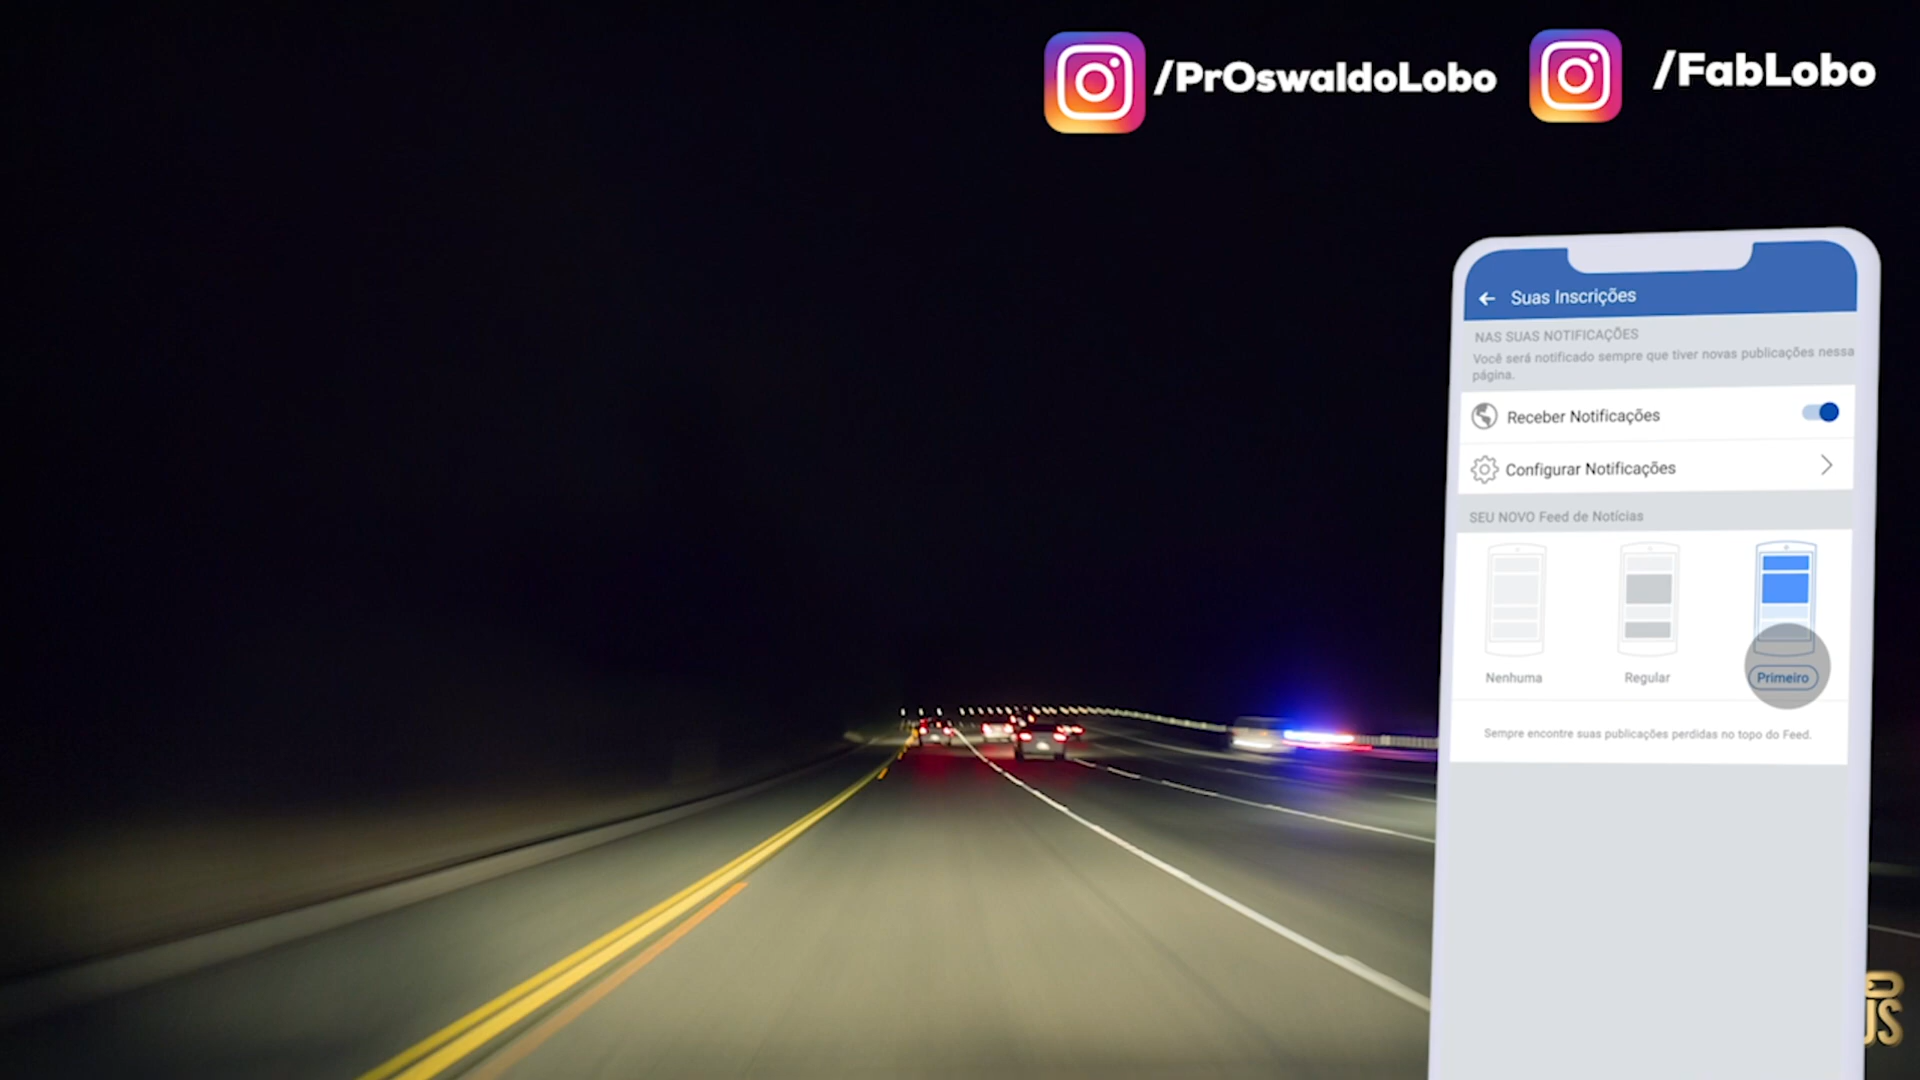 /PrOswaldoLobo
/FabLobo
Suas Inscrições
NAS SUAS NOTIFICAÇÕES
Você será notificado sempre que tiver novas publicações nessa
página.
Receber Notificações
Configurar Notificações
SEU NOVO Feed de Notícias
Nenhuma
Regular
Primeiro
Sempre encontre suas publicações perdidas no topo do Feed.